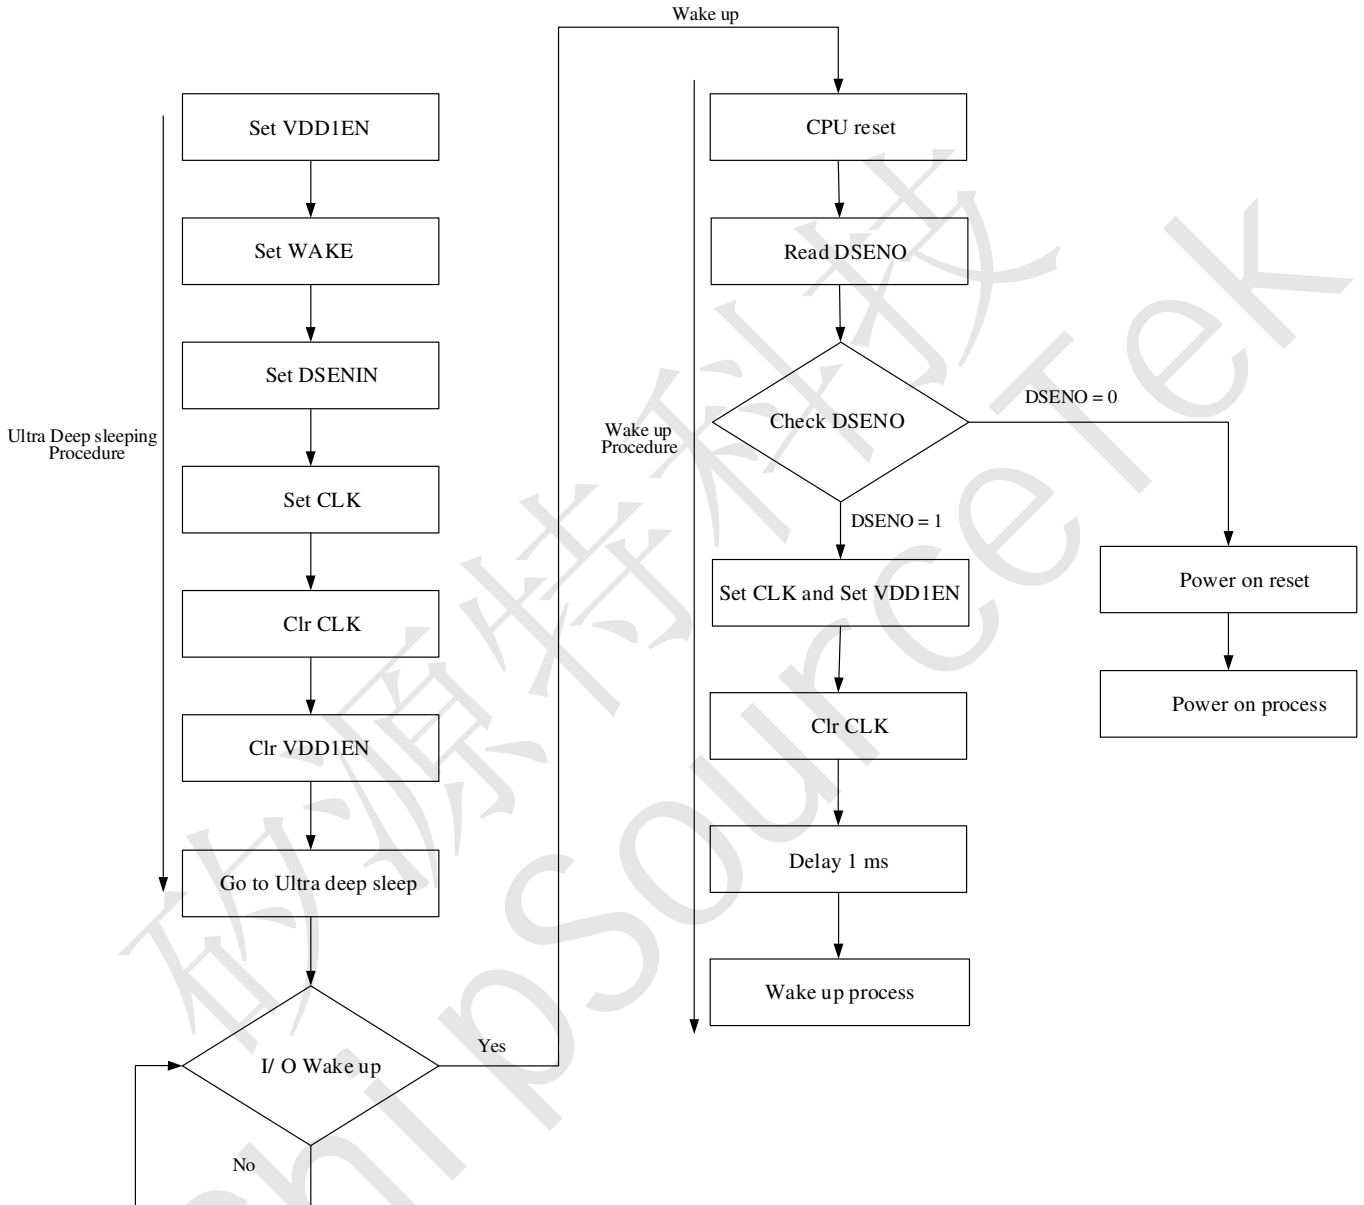 Wake up
Set VDD1EN
Set WAKE
Set DSENIN
Ultra Deep sleeping
Procedure
Set CLK
Clr CLK
Clr VDD1EN
Go to Ultra deep sleep
I/ O Wake up
Yes
No
CPU reset
Read DSENO
Check DSENO
Wake up
Procedure
DSENO = 0
DSENO = 1
Set CLK and Set VDD1EN
Clr CLK
Delay 1 ms
Wake up process
Power on reset
Power on process
矽源特科技
hipSourceTek